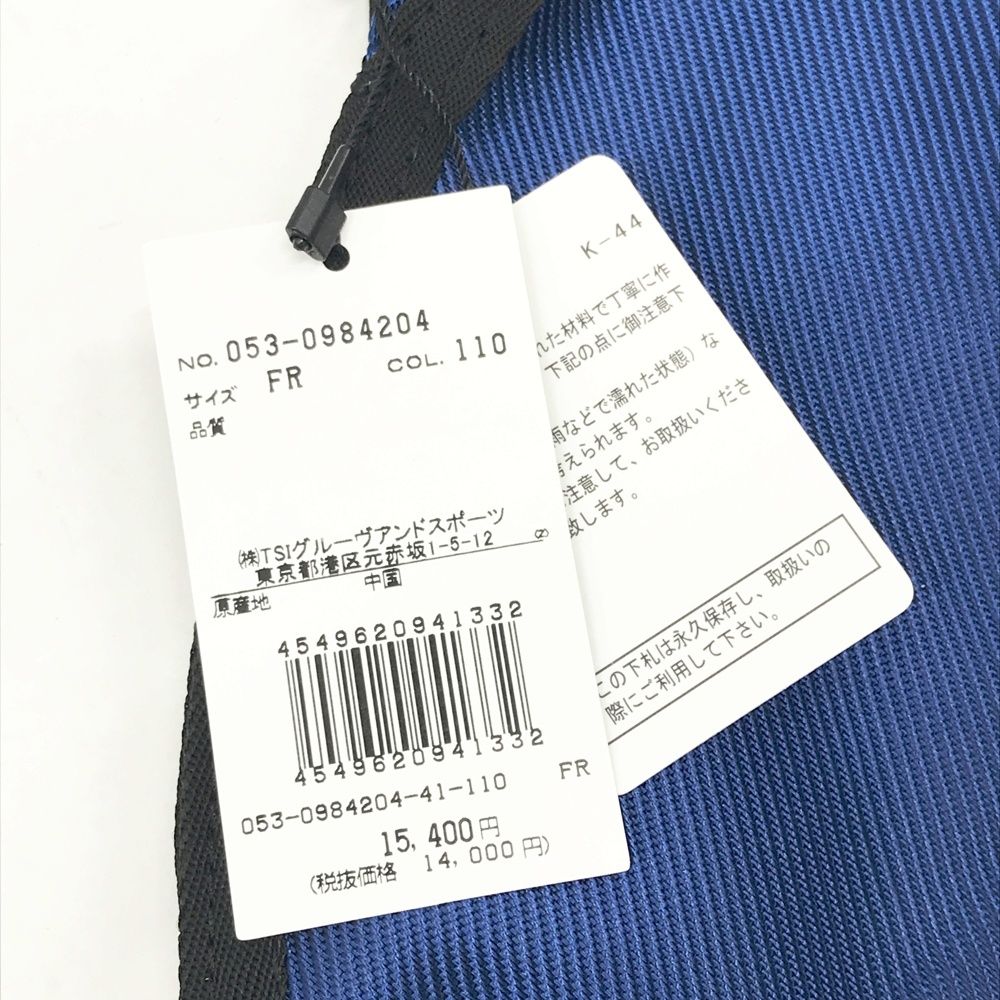 NO. 053-0984204
サイズ FR COL. 110
品質
㈱TSIグルーヴアンドスポーツ
東京都港区元赤坂1-5-12
原産地 中国
4549620941332
4549620941332
053-0984204-41-110 FR
15,400円
(税抜価格 14,000円)
K-44
れた材料で丁寧に作
下記の点に御注意下
雨などで濡れた状態)な
考えられます。
注意して、お取扱いくださ
致します。
この下札は永久保存し、取扱いの
際にご利用して下さい。